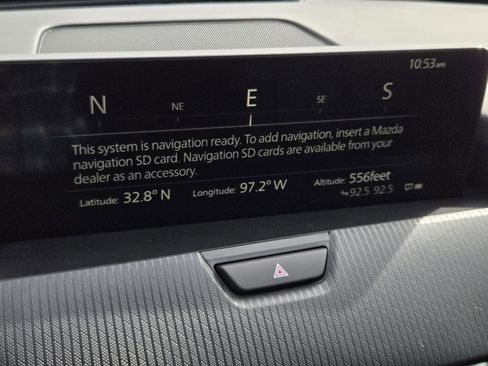 10:53am
N NE E SE S
This system is navigation ready. To add navigation, insert a Mazda
navigation SD card. Navigation SD cards are available from your
dealer as an accessory.
Latitude: 32.8° N Longitude: 97.2° W Altitude: 556feet
92.5 92.5